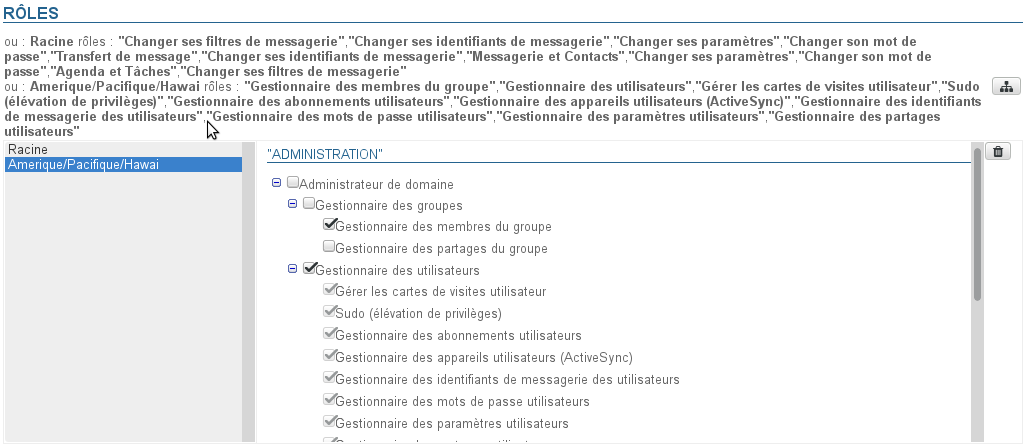 RÔLES
ou : Racine rôles : "Changer ses filtres de messagerie","Changer ses identifiants de messagerie","Changer ses paramètres","Changer son mot de
passe","Transfert de message","Changer ses identifiants de messagerie","Messagerie et Contacts","Changer ses paramètres","Changer son mot de
passe","Agenda et Tâches","Changer ses filtres de messagerie"
ou : Amerique/Pacifique/Hawai rôles : "Gestionnaire des membres du groupe","Gestionnaire des utilisateurs","Gérer les cartes de visites utilisateur","Sudo
(élévation de privilèges)","Gestionnaire des abonnements utilisateurs","Gestionnaire des appareils utilisateurs (ActiveSync)","Gestionnaire des identifiants
de messagerie des utilisateurs","Gestionnaire des mots de passe utilisateurs","Gestionnaire des paramètres utilisateurs","Gestionnaire des partages
utilisateurs"
Racine
Amerique/Pacifique/Hawai
"ADMINISTRATION"
Administrateur de domaine
Gestionnaire des groupes
Gestionnaire des membres du groupe
Gestionnaire des partages du groupe
Gestionnaire des utilisateurs
Gérer les cartes de visites utilisateur
Sudo (élévation de privilèges)
Gestionnaire des abonnements utilisateurs
Gestionnaire des appareils utilisateurs (ActiveSync)
Gestionnaire des identifiants de messagerie des utilisateurs
Gestionnaire des mots de passe utilisateurs
Gestionnaire des paramètres utilisateurs